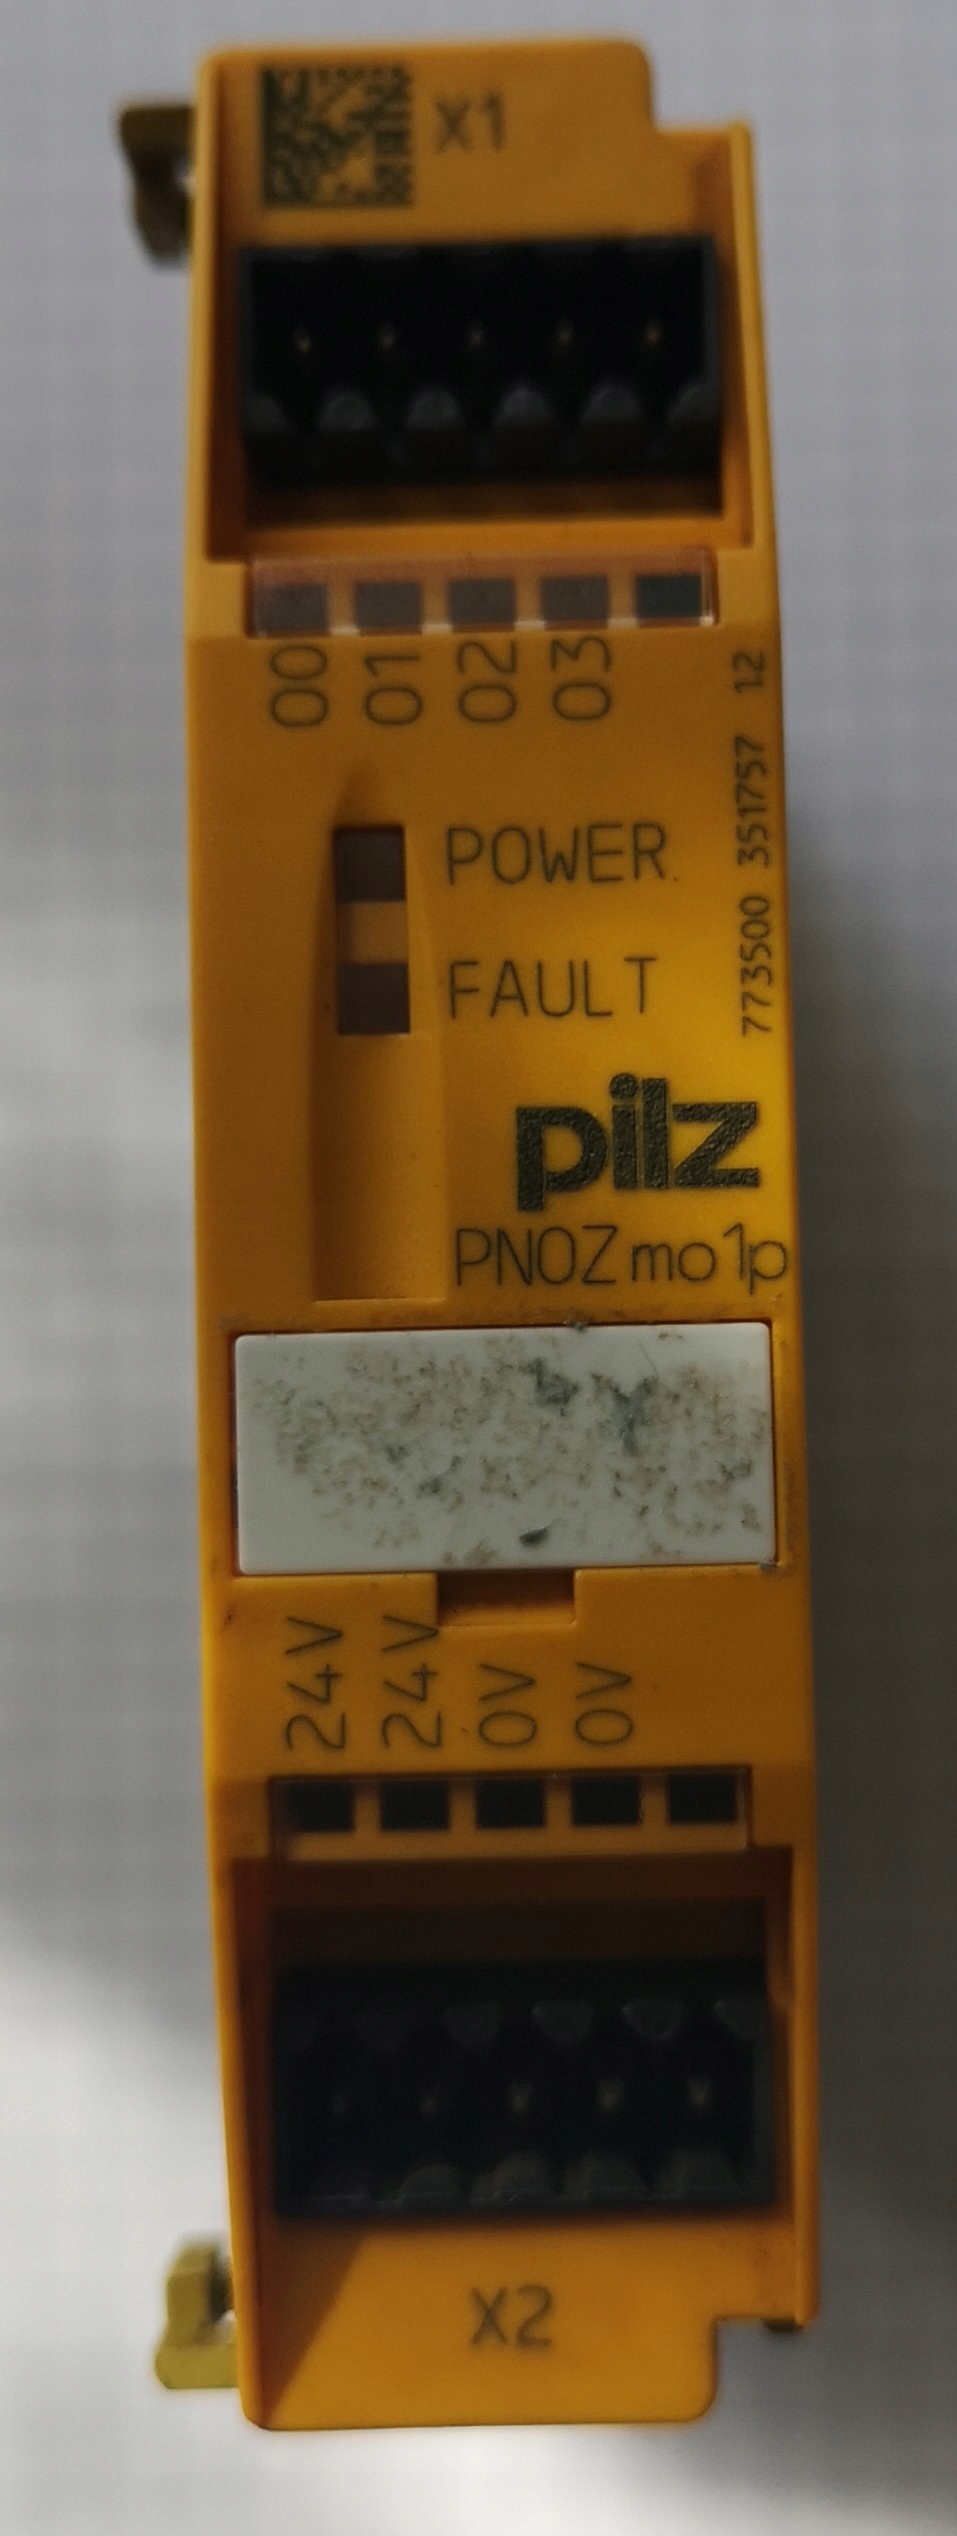 X1
00 01 02 03
POWER
FAULT
773500 351757 12
pilz
PNOZ mo1p
24V 24V 0V 0V
X2